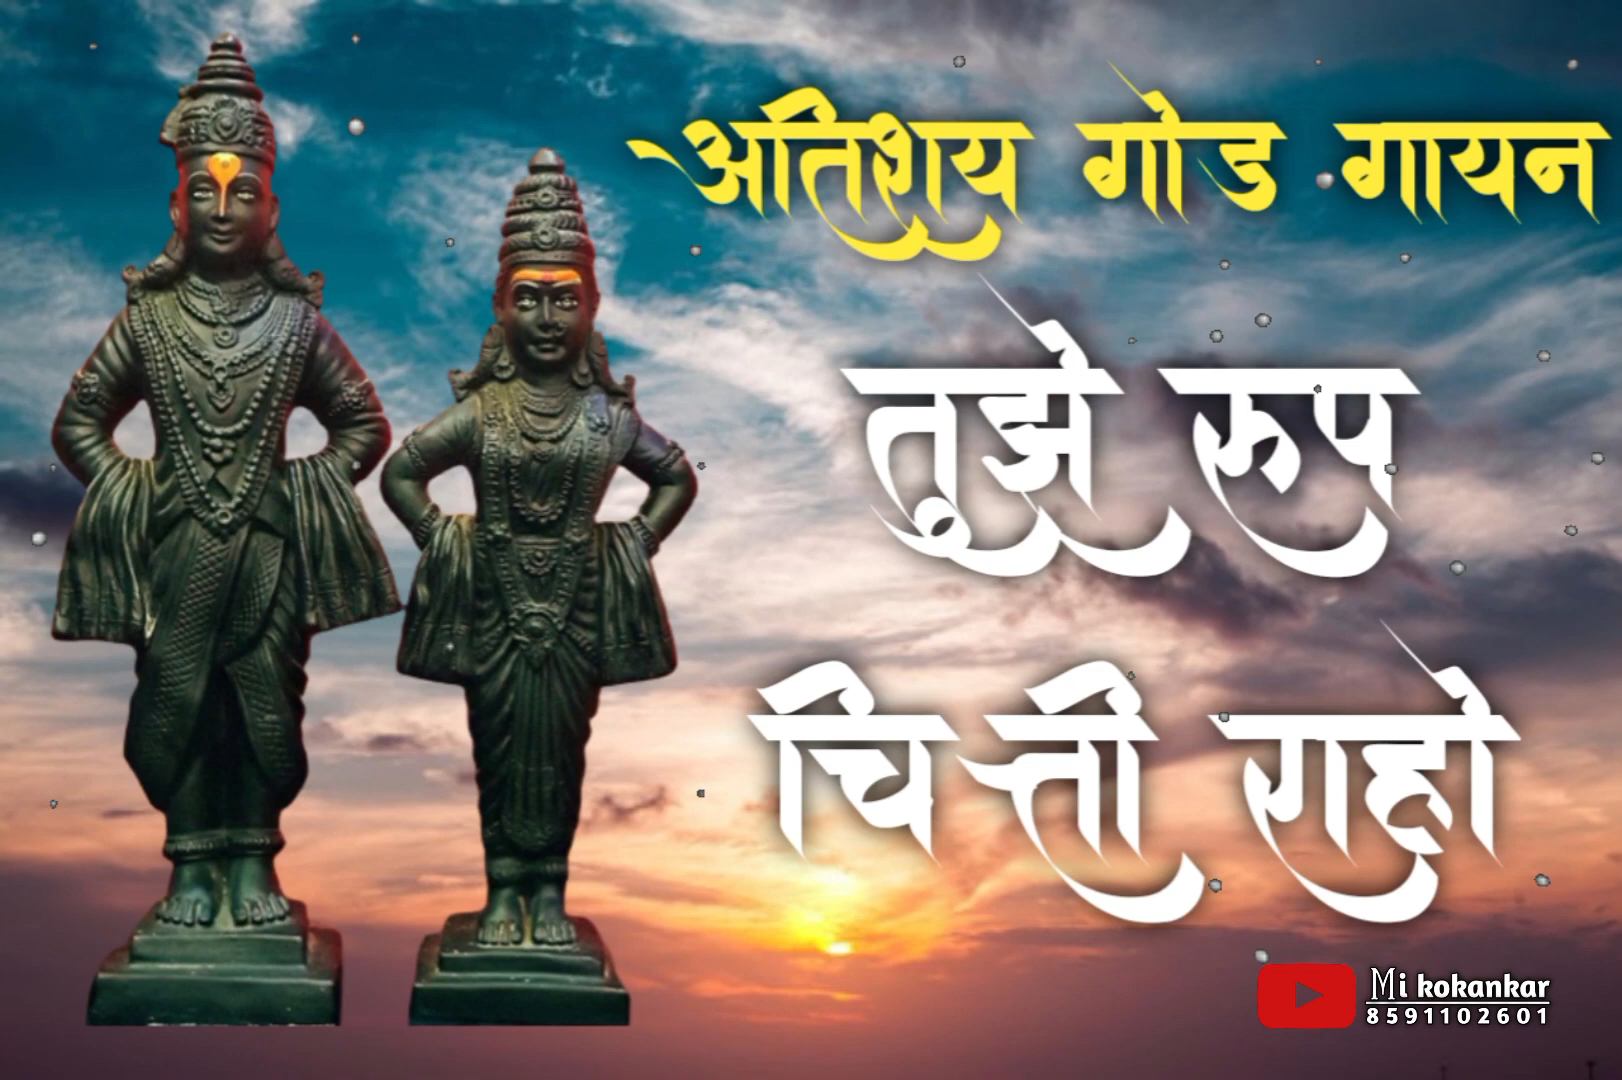 अतिशय गोड गायन
तुझे रुप
चित्ती राहो
Mi kokankar
8591102601